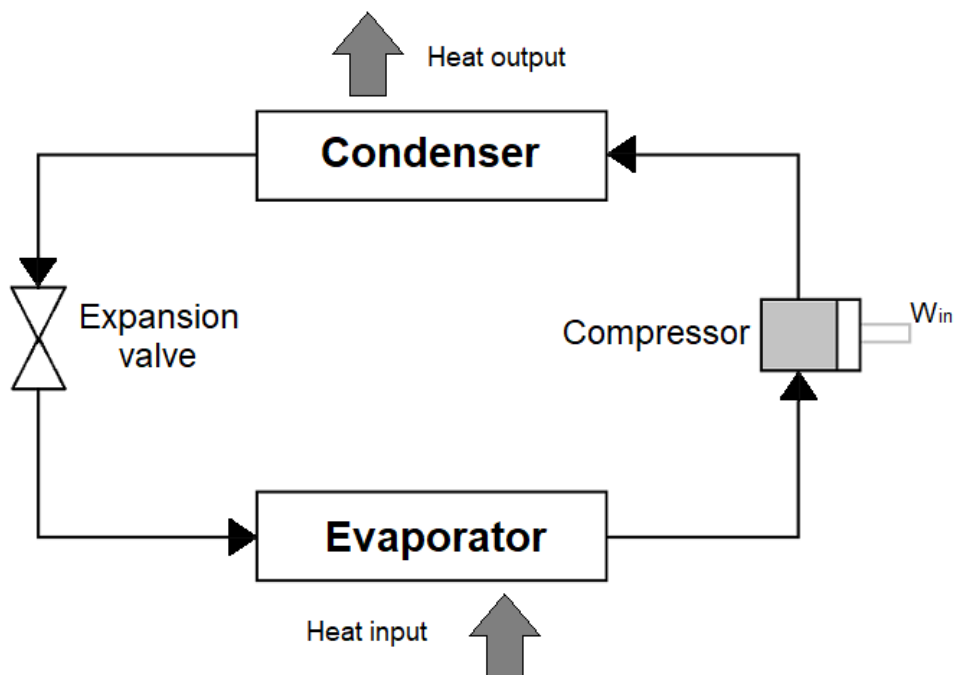 Heat output
Condenser
Expansion
valve
Compressor
Win
Evaporator
Heat input